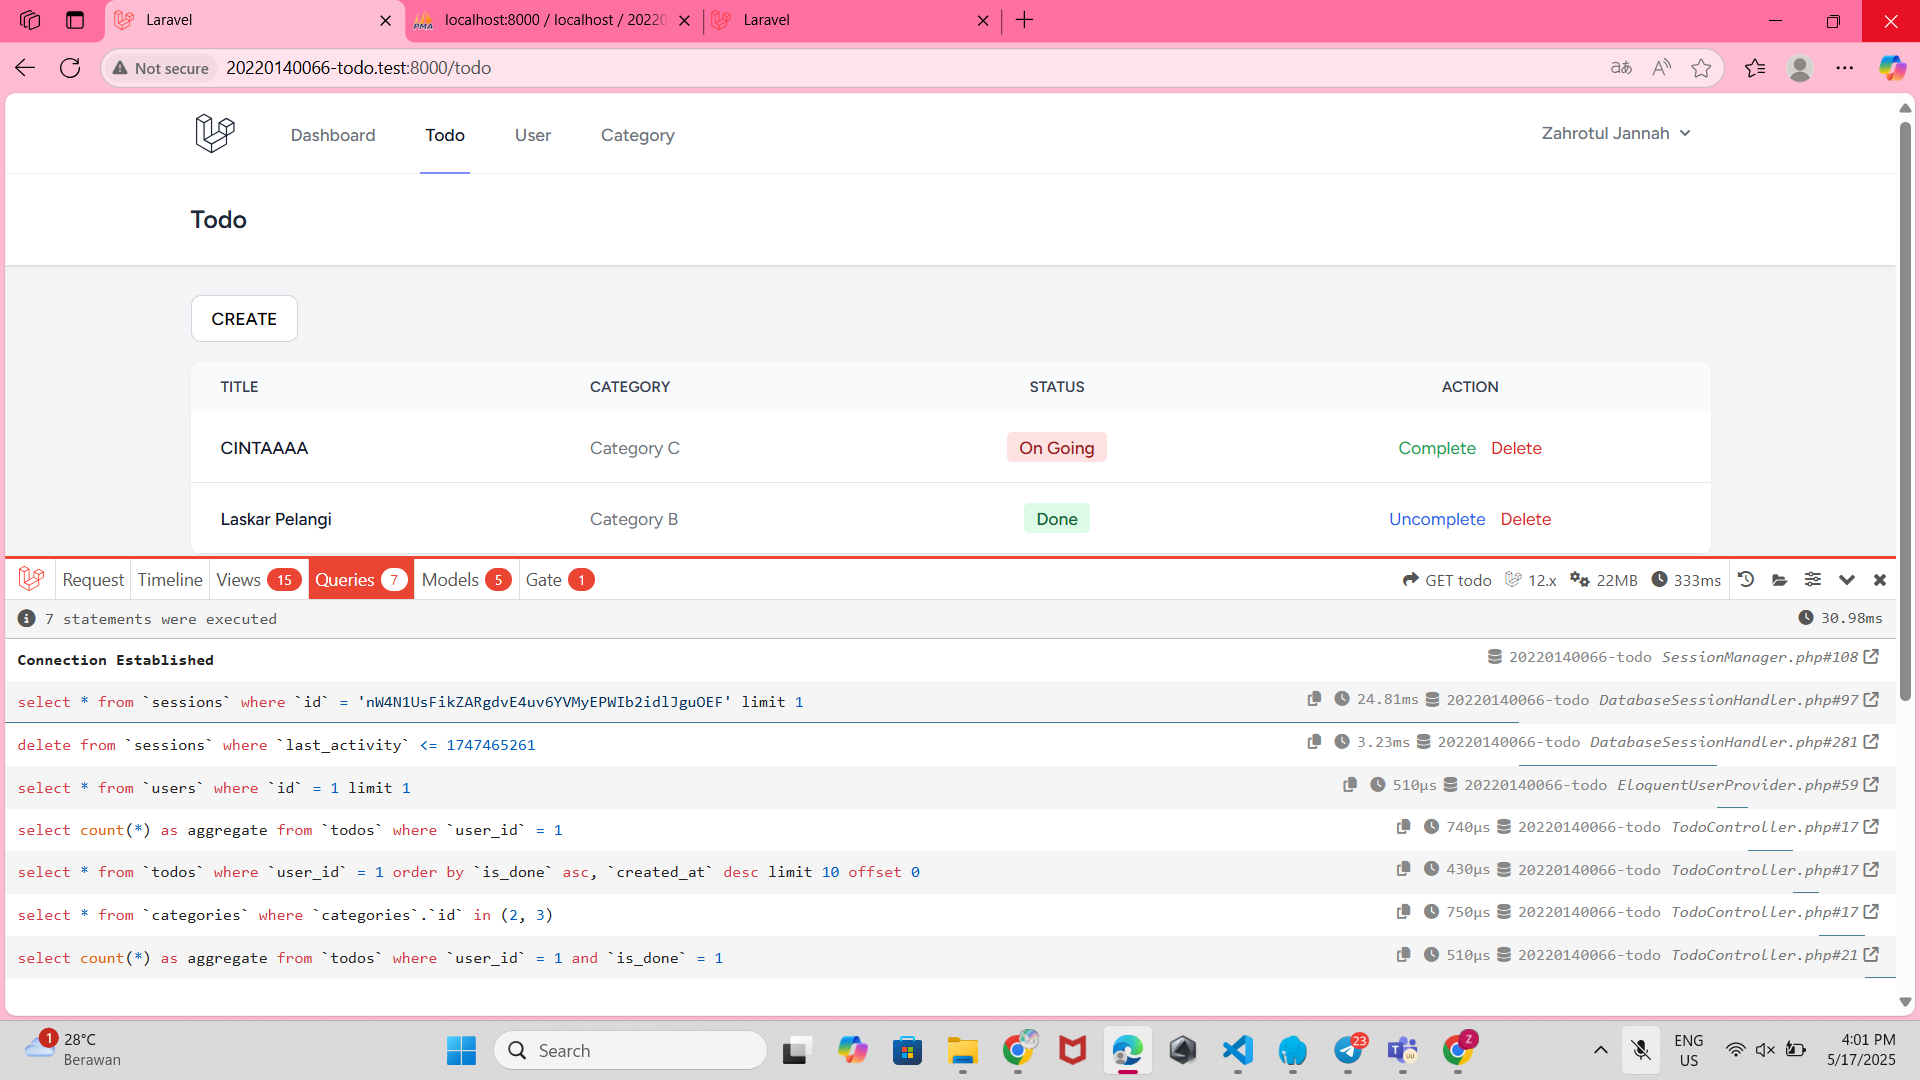 Laravel
localhost:8000 / localhost / 20220
Laravel
Not secure
20220140066-todo.test:8000/todo
Dashboard Todo User Category Zahrotul Jannah
Todo
CREATE
TITLE CATEGORY STATUS ACTION
CINTAAAA Category C On Going Complete Delete
Laskar Pelangi Category B Done Uncomplete Delete
Request Timeline Views 15 Queries 7 Models 5 Gate 1 GET todo 12.x 22MB 333ms
7 statements were executed 30.98ms
Connection Established 20220140066-todo SessionManager.php#108
select * from `sessions` where `id` = 'nW4N1UsFikZARgdvE4uv6YVMyEPWIb2idlJguOEF' limit 1 24.81ms 20220140066-todo DatabaseSessionHandler.php#97
delete from `sessions` where `last_activity` <= 1747465261 3.23ms 20220140066-todo DatabaseSessionHandler.php#281
select * from `users` where `id` = 1 limit 1 510μs 20220140066-todo EloquentUserProvider.php#59
select count(*) as aggregate from `todos` where `user_id` = 1 740μs 20220140066-todo TodoController.php#17
select * from `todos` where `user_id` = 1 order by `is_done` asc, `created_at` desc limit 10 offset 0 430μs 20220140066-todo TodoController.php#17
select * from `categories` where `categories`.`id` in (2, 3) 750μs 20220140066-todo TodoController.php#17
select count(*) as aggregate from `todos` where `user_id` = 1 and `is_done` = 1 510μs 20220140066-todo TodoController.php#21
1
28°C
Berawan
Search
23
Z
ENG
US
4:01 PM
5/17/2025